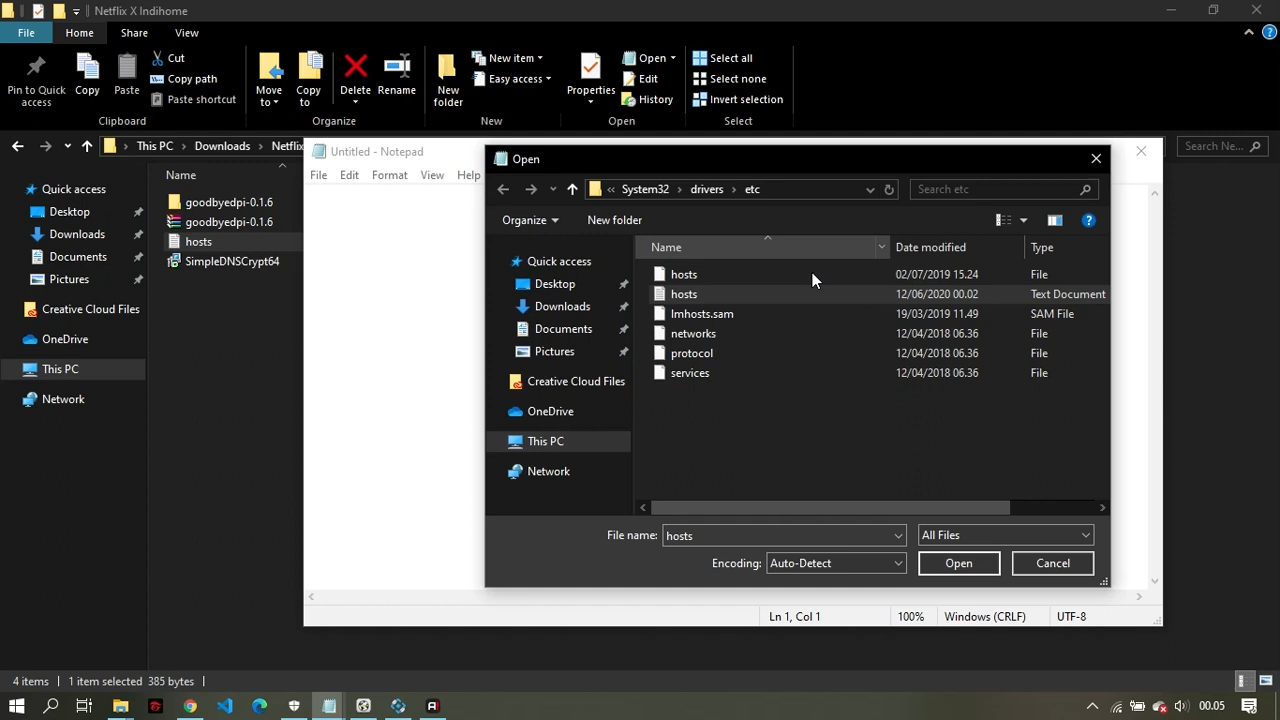 Netflix X Indihome
File
Home
Share
View
Pin to Quick access
Copy
Paste
Cut
Copy path
Paste shortcut
Clipboard
Move to
Copy to
Delete
Rename
Organize
New folder
New item
Easy access
New
Properties
Open
Edit
History
Open
Select all
Select none
Invert selection
Select
This PC
Downloads
Netflix
Search Ne...
Quick access
Desktop
Downloads
Documents
Pictures
Creative Cloud Files
OneDrive
This PC
Network
Name
goodbyedpi-0.1.6
goodbyedpi-0.1.6
hosts
SimpleDNSCrypt64
Untitled - Notepad
File Edit Format View Help
Open
« System32 > drivers > etc
Search etc
Organize
New folder
Quick access
Desktop
Downloads
Documents
Pictures
Creative Cloud Files
OneDrive
This PC
Network
Name Date modified Type
hosts 02/07/2019 15.24 File
hosts 12/06/2020 00.02 Text Document
lmhosts.sam 19/03/2019 11.49 SAM File
networks 12/04/2018 06.36 File
protocol 12/04/2018 06.36 File
services 12/04/2018 06.36 File
File name: hosts
All Files
Encoding: Auto-Detect
Open
Cancel
Ln 1, Col 1
100%
Windows (CRLF)
UTF-8
4 items
1 item selected 385 bytes
00.05